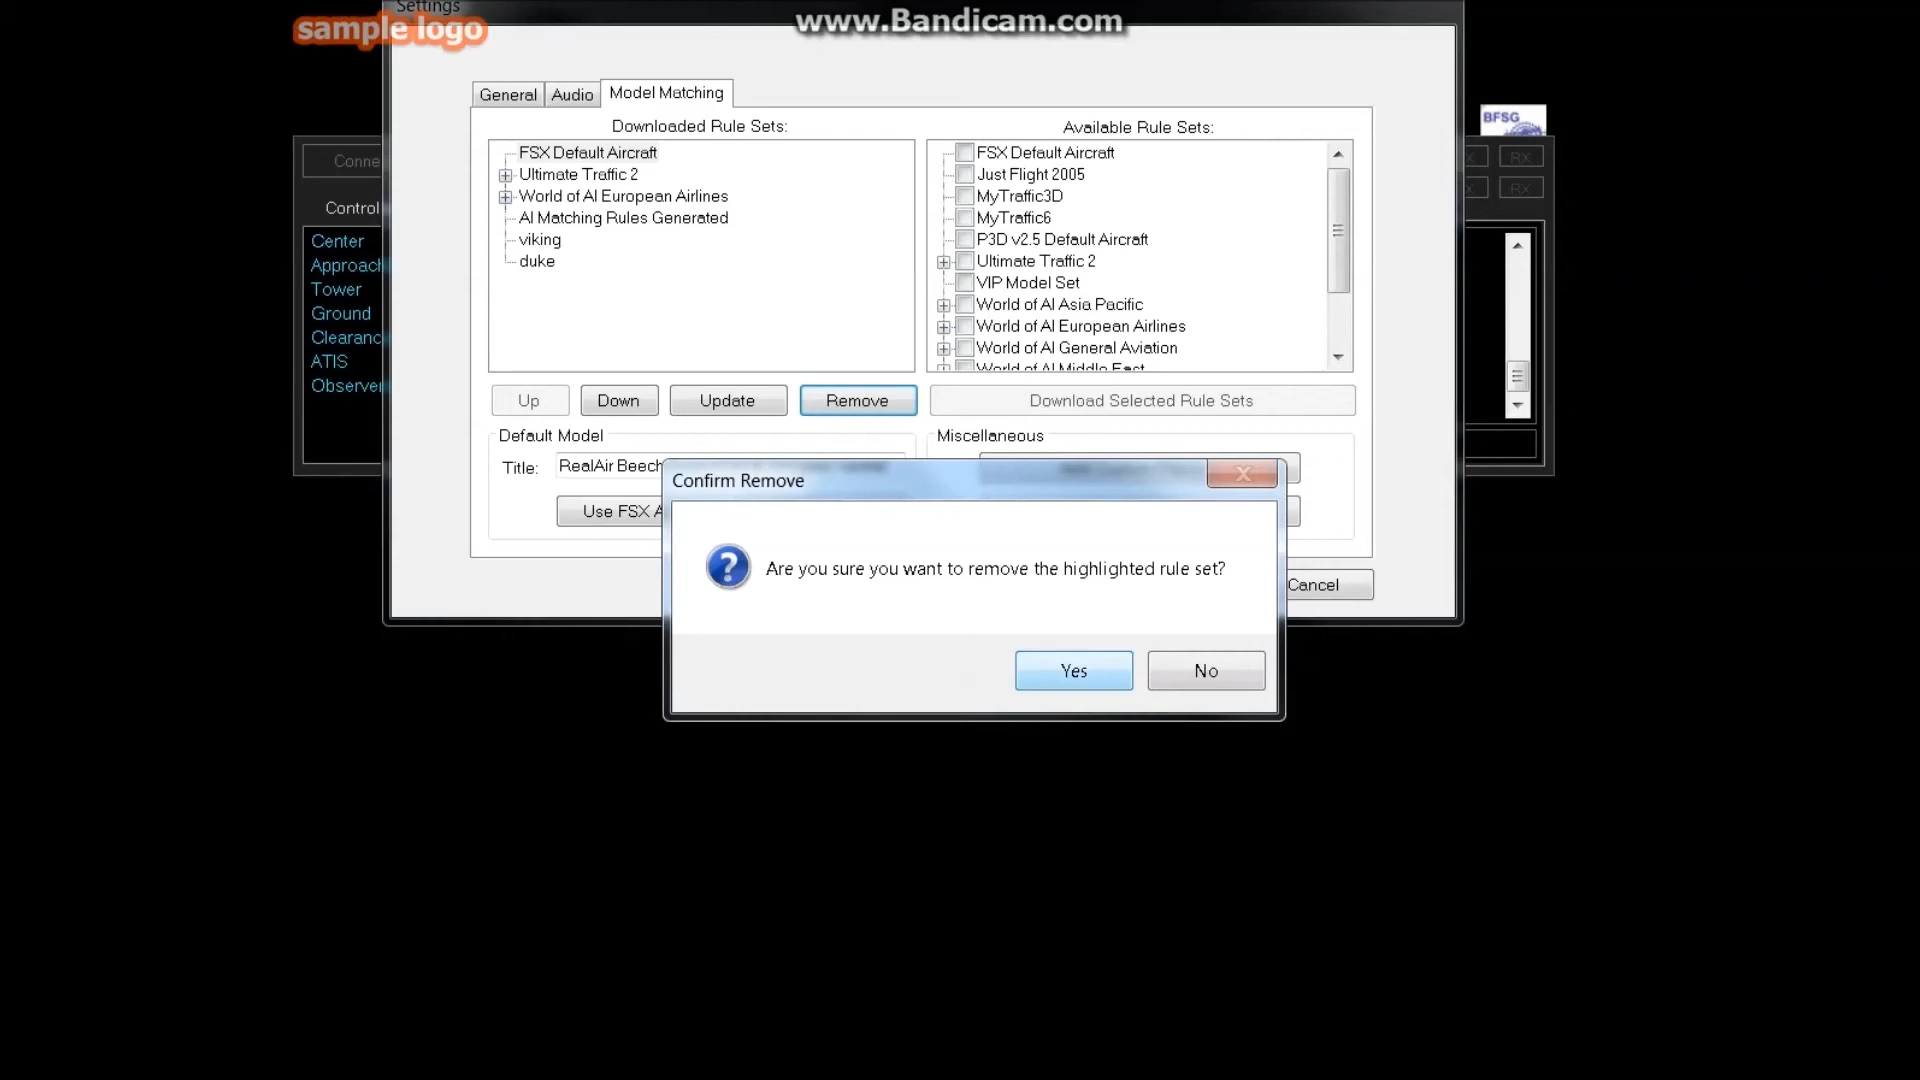 Settings
sample logo
www.Bandicam.com
General
Audio
Model Matching
Downloaded Rule Sets:
Available Rule Sets:
FSX Default Aircraft
Ultimate Traffic 2
World of AI European Airlines
AI Matching Rules Generated
viking
duke
FSX Default Aircraft
Just Flight 2005
MyTraffic3D
MyTraffic6
P3D v2.5 Default Aircraft
Ultimate Traffic 2
VIP Model Set
World of AI Asia Pacific
World of AI European Airlines
World of AI General Aviation
World of AI Middle East
Up
Down
Update
Remove
Download Selected Rule Sets
Default Model
Miscellaneous
Title:
RealAir Beech
Use FSX A
Cancel
Confirm Remove
Are you sure you want to remove the highlighted rule set?
Yes
No
Conne
Control
Center
Approach
Tower
Ground
Clearanc
ATIS
Observer
BFSG
X
RX
X
RX